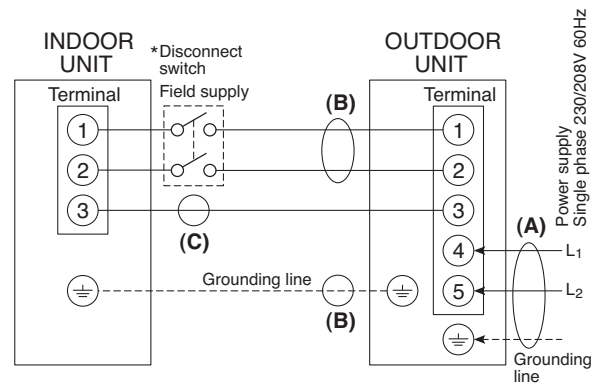 INDOOR
UNIT
*Disconnect
switch
Field supply
OUTDOOR
UNIT
Power supply
Single phase 230/208V 60Hz
Terminal
(B)
Terminal
1
1
2
2
3
(C)
3
(A)
4
L1
Grounding line
5
L2
(B)
Grounding
line